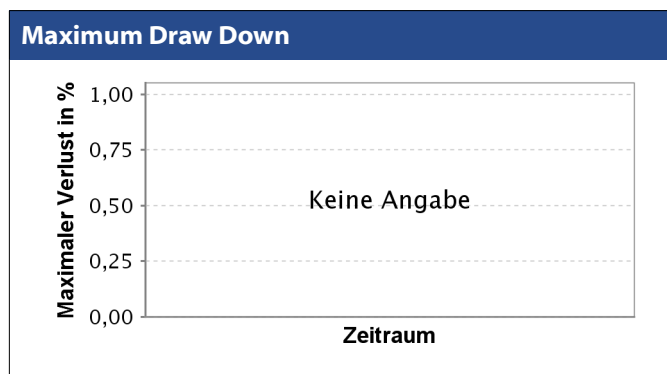 Maximum Draw Down
Maximaler Verlust in %
1,00
0,75
0,50
0,25
0,00
Keine Angabe
Zeitraum